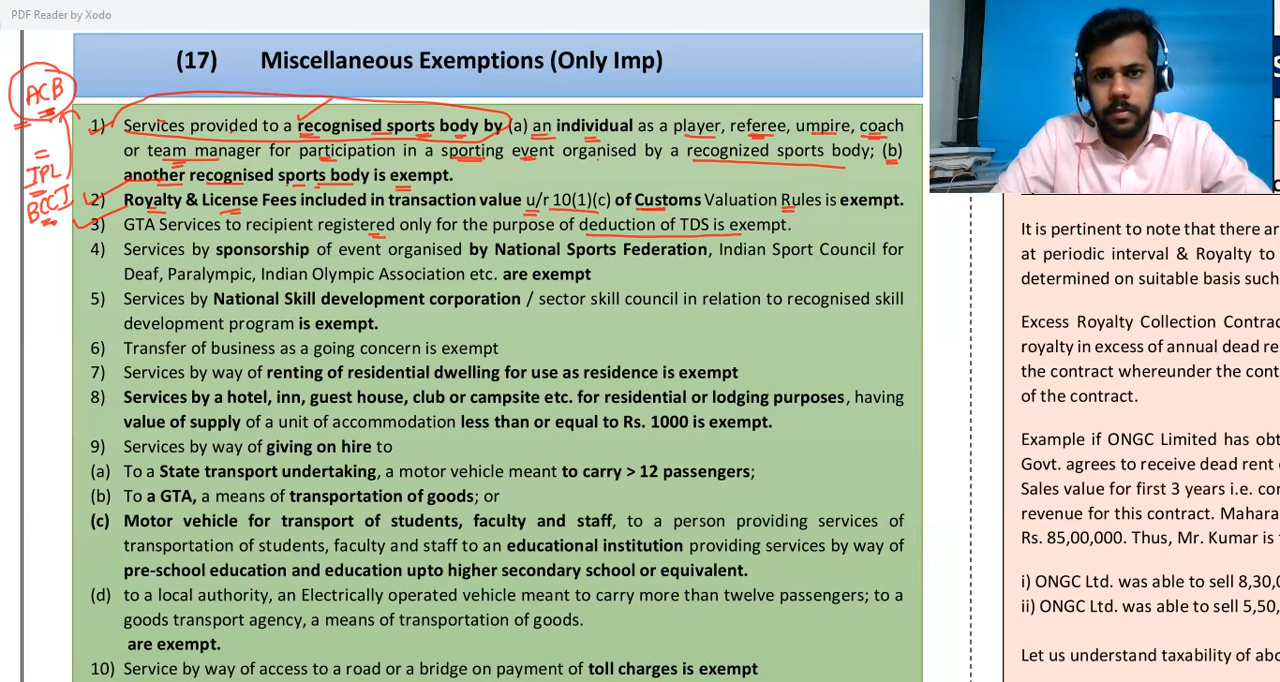 PDF Reader by Xodo
(17) Miscellaneous Exemptions (Only Imp)
ACB
IPL
BCCI
1) Services provided to a recognised sports body by (a) an individual as a player, referee, umpire, coach
or team manager for participation in a sporting event organised by a recognized sports body; (b)
another recognised sports body is exempt.
2) Royalty & License Fees included in transaction value u/r 10(1)(c) of Customs Valuation Rules is exempt.
3) GTA Services to recipient registered only for the purpose of deduction of TDS is exempt.
4) Services by sponsorship of event organised by National Sports Federation, Indian Sport Council for
Deaf, Paralympic, Indian Olympic Association etc. are exempt
5) Services by National Skill development corporation / sector skill council in relation to recognised skill
development program is exempt.
6) Transfer of business as a going concern is exempt
7) Services by way of renting of residential dwelling for use as residence is exempt
8) Services by a hotel, inn, guest house, club or campsite etc. for residential or lodging purposes, having
value of supply of a unit of accommodation less than or equal to Rs. 1000 is exempt.
9) Services by way of giving on hire to
(a) To a State transport undertaking, a motor vehicle meant to carry > 12 passengers;
(b) To a GTA, a means of transportation of goods; or
(c) Motor vehicle for transport of students, faculty and staff, to a person providing services of
transportation of students, faculty and staff to an educational institution providing services by way of
pre-school education and education upto higher secondary school or equivalent.
(d) to a local authority, an Electrically operated vehicle meant to carry more than twelve passengers; to a
goods transport agency, a means of transportation of goods.
are exempt.
10) Service by way of access to a road or a bridge on payment of toll charges is exempt
It is pertinent to note that there ar
at periodic interval & Royalty to
determined on suitable basis such
Excess Royalty Collection Contrac
royalty in excess of annual dead re
the contract whereunder the cont
of the contract.
Example if ONGC Limited has obt
Govt. agrees to receive dead rent
Sales value for first 3 years i.e. con
revenue for this contract. Mahara
Rs. 85,00,000. Thus, Mr. Kumar is
i) ONGC Ltd. was able to sell 8,30,0
ii) ONGC Ltd. was able to sell 5,50,
Let us understand taxability of abo